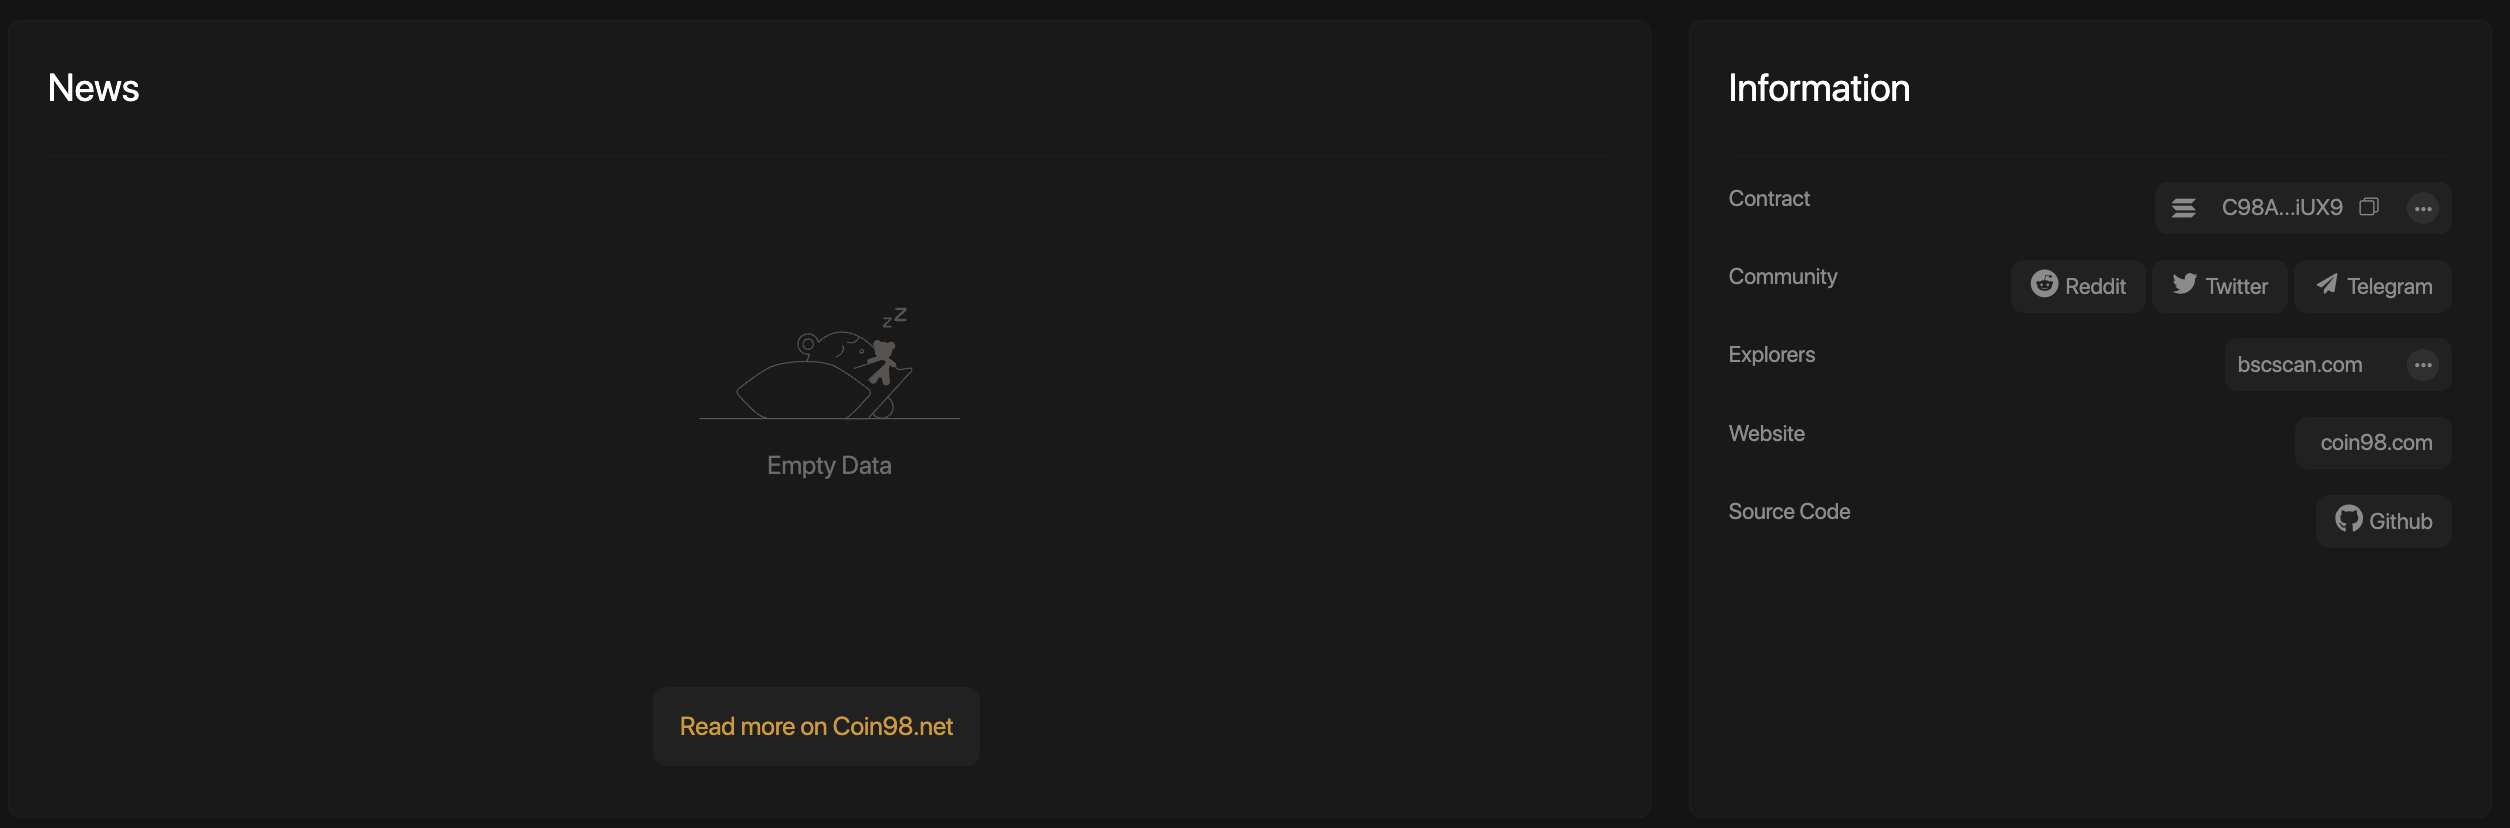 News
zZ
Empty Data
Read more on Coin98.net
Information
Contract
C98A...iUX9
Community
Reddit
Twitter
Telegram
Explorers
bscscan.com
Website
coin98.com
Source Code
Github